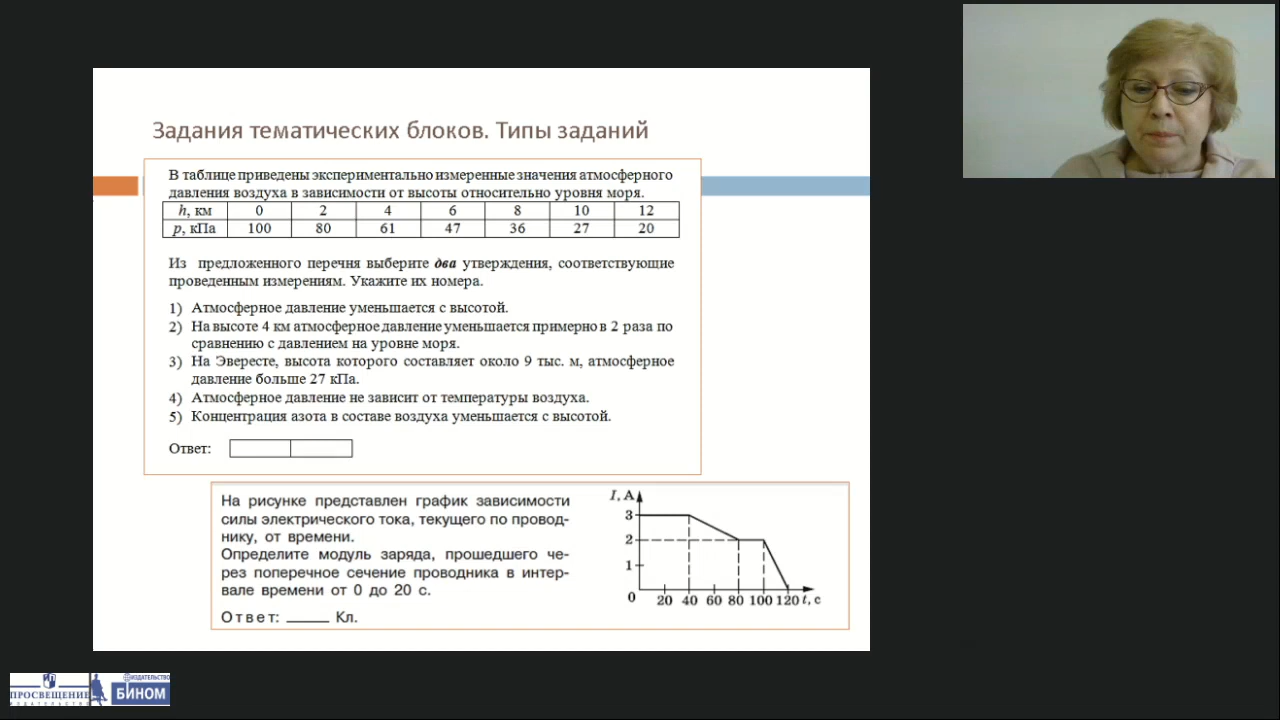 Задания тематических блоков. Типы заданий
В таблице приведены экспериментально измеренные значения атмосферного
давления воздуха в зависимости от высоты относительно уровня моря.
h, км 0 2 4 6 8 10 12
p, кПа 100 80 61 47 36 27 20
Из предложенного перечня выберите два утверждения, соответствующие
проведенным измерениям. Укажите их номера.
1) Атмосферное давление уменьшается с высотой.
2) На высоте 4 км атмосферное давление уменьшается примерно в 2 раза по
сравнению с давлением на уровне моря.
3) На Эвересте, высота которого составляет около 9 тыс. м, атмосферное
давление больше 27 кПа.
4) Атмосферное давление не зависит от температуры воздуха.
5) Концентрация азота в составе воздуха уменьшается с высотой.
Ответ:
На рисунке представлен график зависимости
силы электрического тока, текущего по провод-
нику, от времени.
Определите модуль заряда, прошедшего че-
рез поперечное сечение проводника в интер-
вале времени от 0 до 20 с.
Ответ: ____ Кл.
I, А
3
2
1
0 20 40 60 80 100 120 t, с
ПРОСВЕЩЕНИЕ
ИЗДАТЕЛЬСТВО
ИЗДАТЕЛЬСТВО
БИНОМ